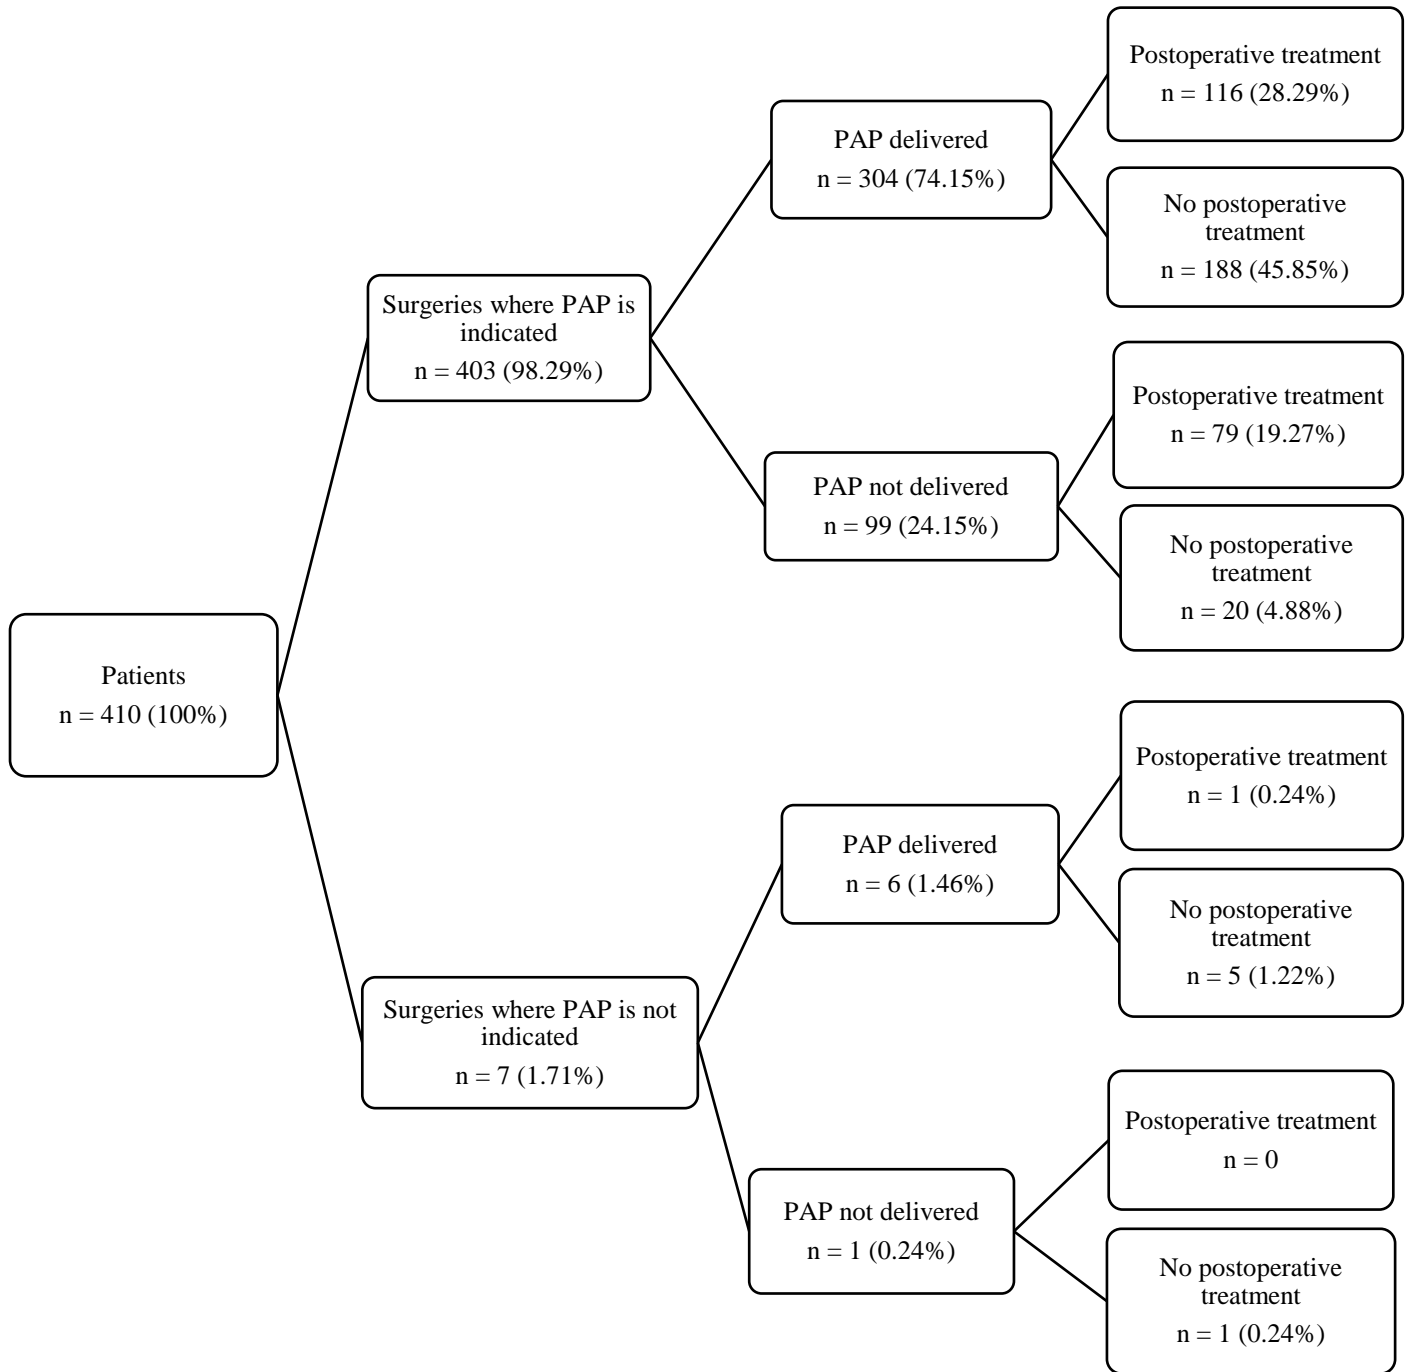 Patients
n = 410 (100%)
Surgeries where PAP is
indicated
n = 403 (98.29%)
PAP delivered
n = 304 (74.15%)
Postoperative treatment
n = 116 (28.29%)
No postoperative
treatment
n = 188 (45.85%)
PAP not delivered
n = 99 (24.15%)
Postoperative treatment
n = 79 (19.27%)
No postoperative
treatment
n = 20 (4.88%)
Surgeries where PAP is not
indicated
n = 7 (1.71%)
PAP delivered
n = 6 (1.46%)
Postoperative treatment
n = 1 (0.24%)
No postoperative
treatment
n = 5 (1.22%)
PAP not delivered
n = 1 (0.24%)
Postoperative treatment
n = 0
No postoperative
treatment
n = 1 (0.24%)